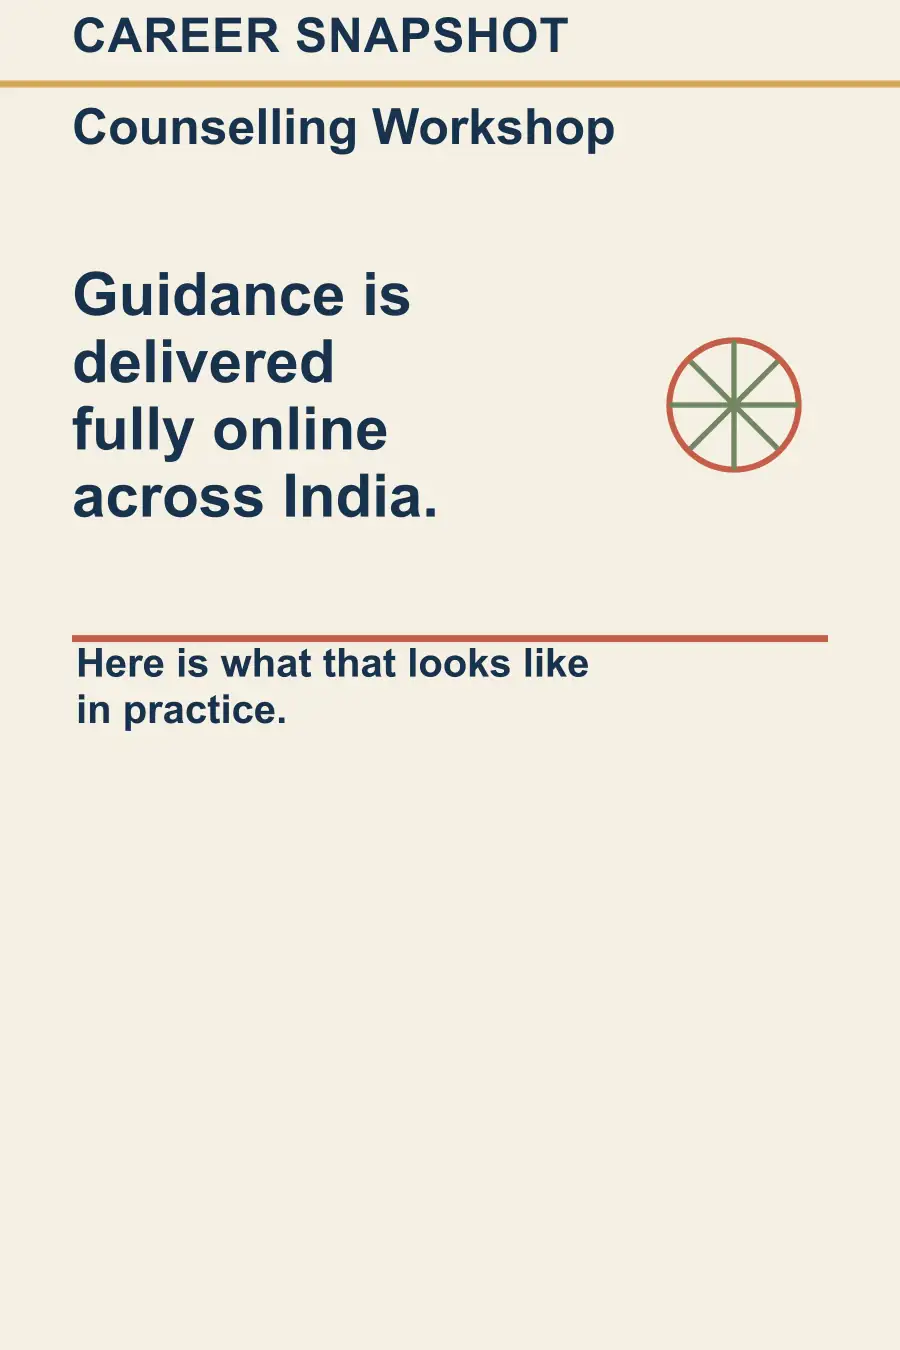 CAREER SNAPSHOT
Counselling Workshop
Guidance is
delivered
fully online
across India.
Here is what that looks like
in practice.